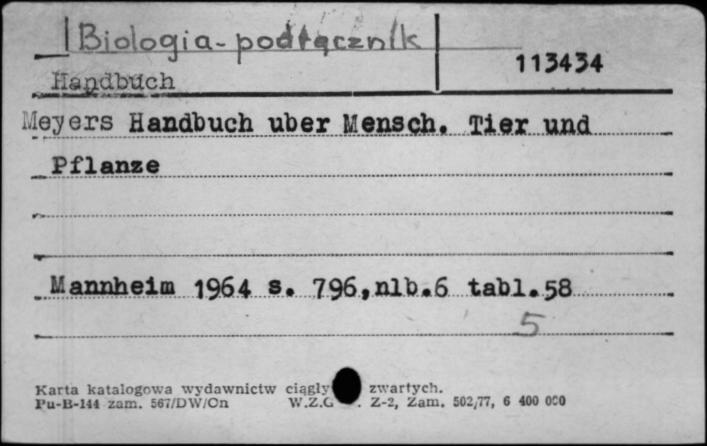 Biologia-podręcznik
113434
Handbuch
Meyers Handbuch uber Mensch. Tier und
Pflanze
Mannheim 1964 s. 796,nlb.6 tabl.58
5
Karta katalogowa wydawnictw ciągły zwartych.
Pu-B-144 zam. 567/DW/Cn W.Z.G . Z-2, Zam. 502/77, 6 400 000